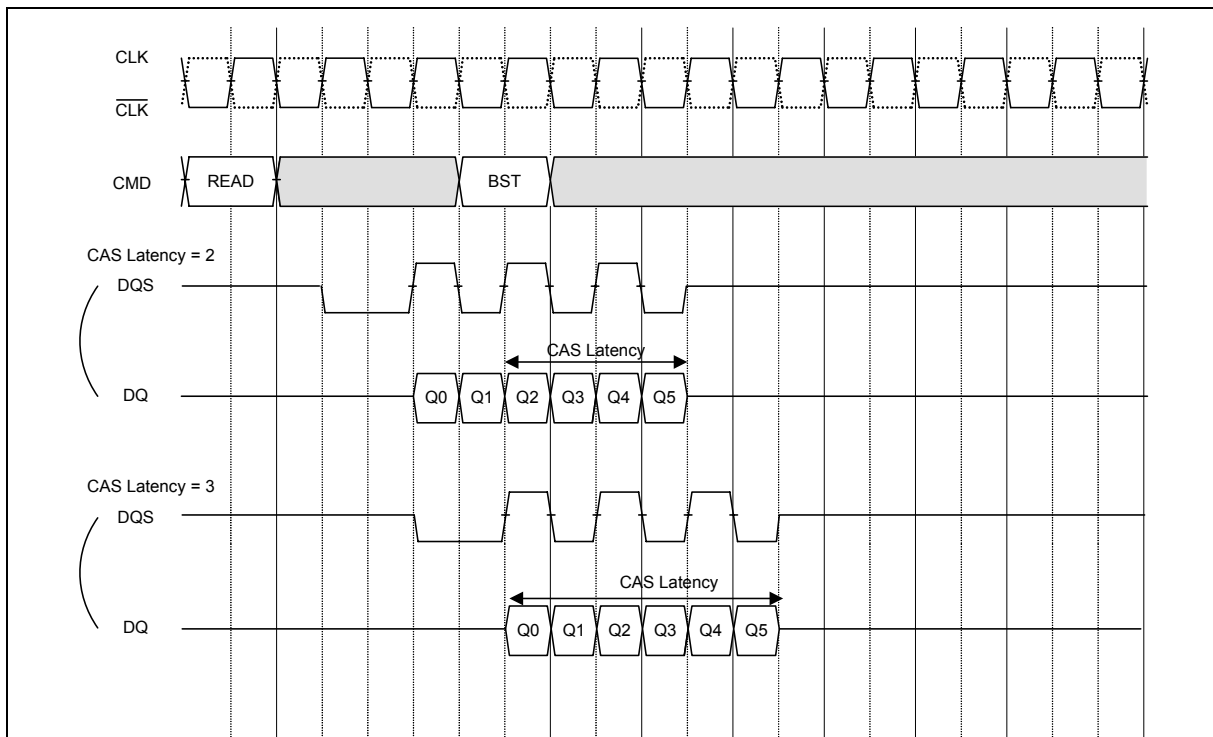 CLK
CLK
CMD READ BST
CAS Latency = 2
DQS
CAS Latency
DQ Q0 Q1 Q2 Q3 Q4 Q5
CAS Latency = 3
DQS
CAS Latency
DQ Q0 Q1 Q2 Q3 Q4 Q5